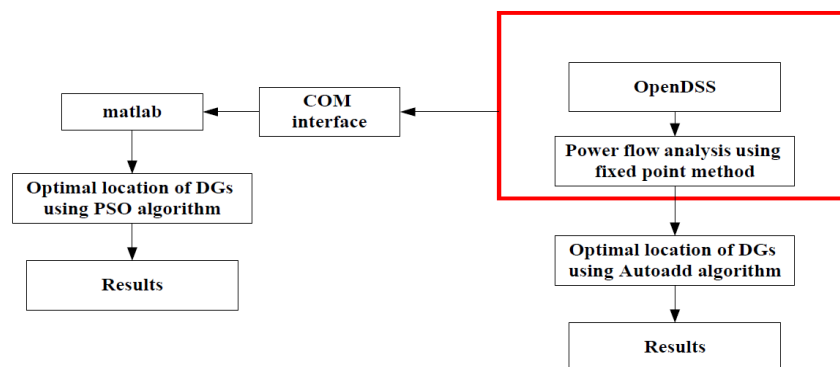 OpenDSS
COM
interface
matlab
Power flow analysis using
fixed point method
Optimal location of DGs
using PSO algorithm
Optimal location of DGs
using Autoadd algorithm
Results
Results